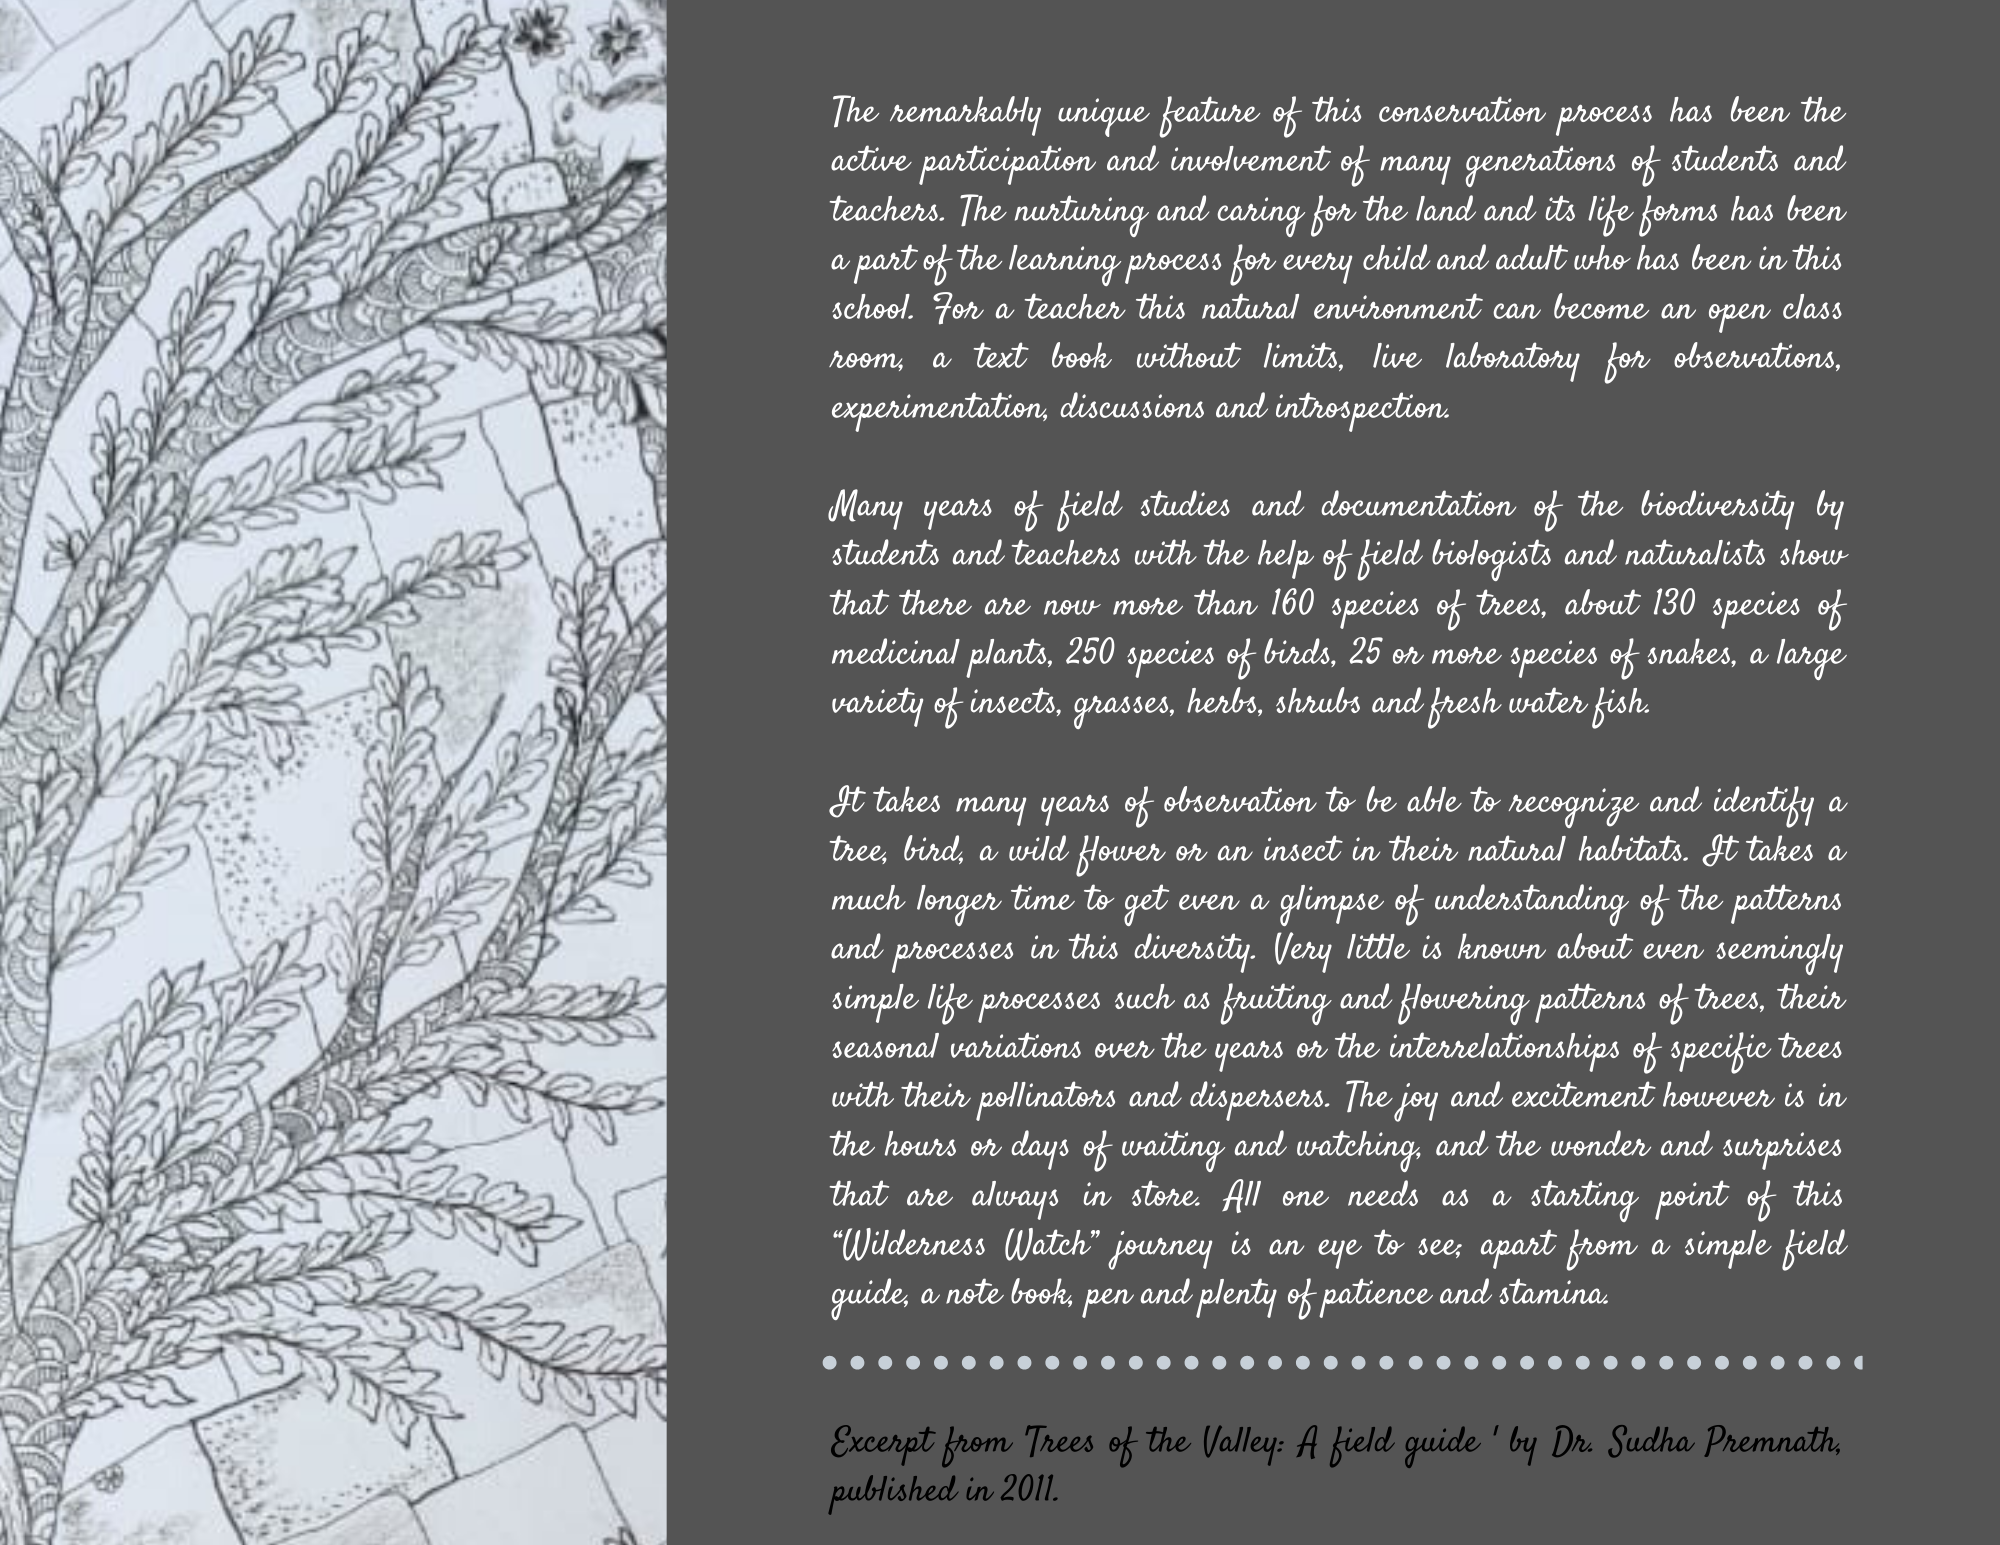 The remarkably unique feature of this conservation process has been the
active participation and involvement of many generations of students and
teachers. The nurturing and caring for the land and its life forms has been
a part of the learning process for every child and adult who has been in this
school. For a teacher this natural environment can become an open class
room, a text book without limits, live laboratory for observations,
experimentation, discussions and introspection.
Many years of field studies and documentation of the biodiversity by
students and teachers with the help of field biologists and naturalists show
that there are now more than 160 species of trees, about 130 species of
medicinal plants, 250 species of birds, 25 or more species of snakes, a large
variety of insects, grasses, herbs, shrubs and fresh water fish.
It takes many years of observation to be able to recognize and identify a
tree, bird, a wild flower or an insect in their natural habitats. It takes a
much longer time to get even a glimpse of understanding of the patterns
and processes in this diversity. Very little is known about even seemingly
simple life processes such as fruiting and flowering patterns of trees, their
seasonal variations over the years or the interrelationships of specific trees
with their pollinators and dispersers. The joy and excitement however is in
the hours or days of waiting and watching, and the wonder and surprises
that are always in store. All one needs as a starting point of this
“Wilderness Watch” journey is an eye to see; apart from a simple field
guide, a note book, pen and plenty of patience and stamina.
Excerpt from 'Trees of the Valley: A field guide ' by Dr. Sudha Premnath,
published in 2011.